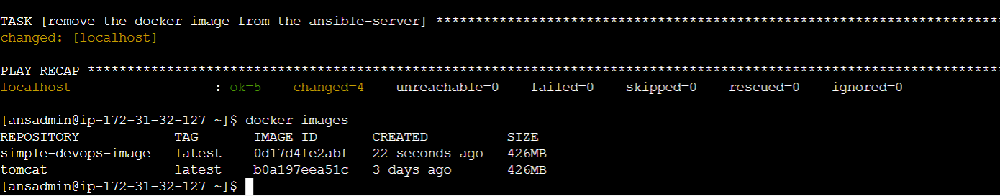 TASK [remove the docker image from the ansible-server] *************************************************************************
changed: [localhost]
PLAY RECAP *********************************************************************************************************************
localhost                  : ok=5    changed=4    unreachable=0    failed=0    skipped=0    rescued=0    ignored=0
[ansadmin@ip-172-31-32-127 ~]$ docker images
REPOSITORY            TAG       IMAGE ID       CREATED          SIZE
simple-devops-image   latest    0d17d4fe2abf   22 seconds ago   426MB
tomcat                latest    b0a197eea51c   3 days ago       426MB
[ansadmin@ip-172-31-32-127 ~]$